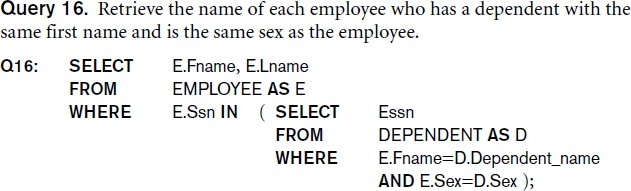 Query 16. Retrieve the name of each employee who has a dependent with the
same first name and is the same sex as the employee.
Q16: SELECT E.Fname, E.Lname
FROM EMPLOYEE AS E
WHERE E.Ssn IN ( SELECT Essn
FROM DEPENDENT AS D
WHERE E.Fname=D.Dependent_name
AND E.Sex=D.Sex );